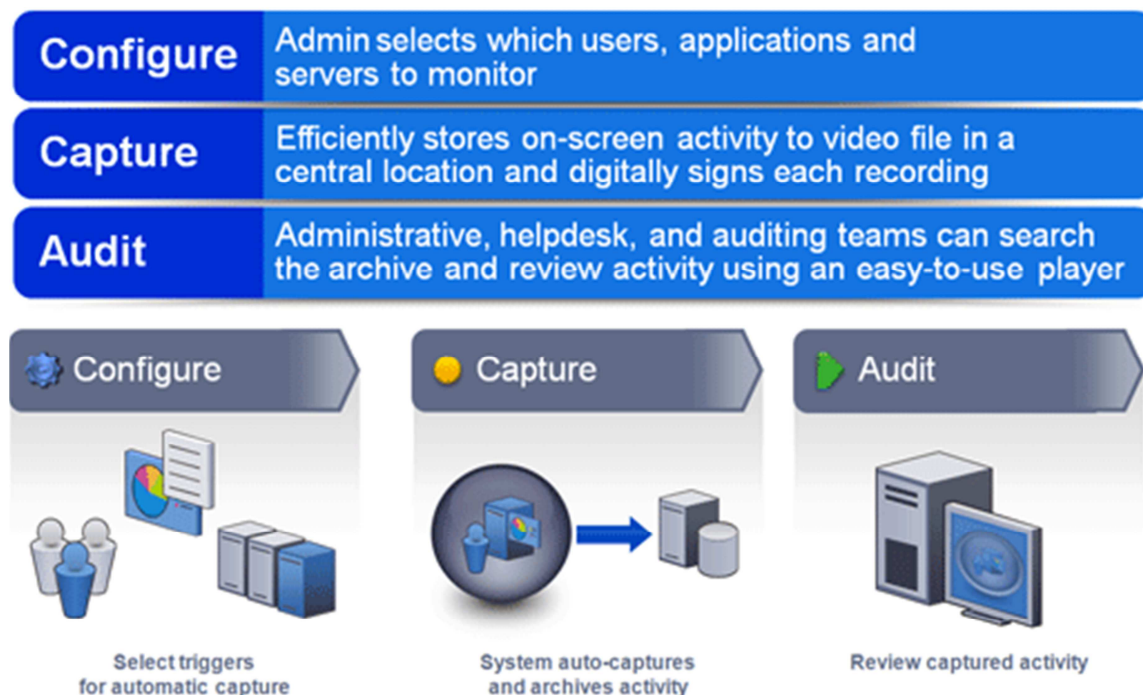 Configure
Admin selects which users, applications and
servers to monitor
Capture
Efficiently stores on-screen activity to video file in a
central location and digitally signs each recording
Audit
Administrative, helpdesk, and auditing teams can search
the archive and review activity using an easy-to-use player
Configure
Capture
Audit
Select triggers
for automatic capture
System auto-captures
and archives activity
Review captured activity